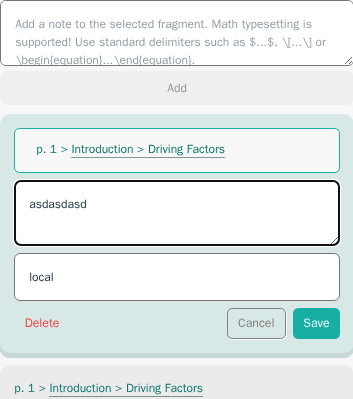 Add a note to the selected fragment. Math typesetting is
supported! Use standard delimiters such as $...$, \[...\] or
\begin{equation}...\end{equation}.
Add
p. 1 > Introduction > Driving Factors
asdasdasd
local
Delete
Cancel
Save
p. 1 > Introduction > Driving Factors